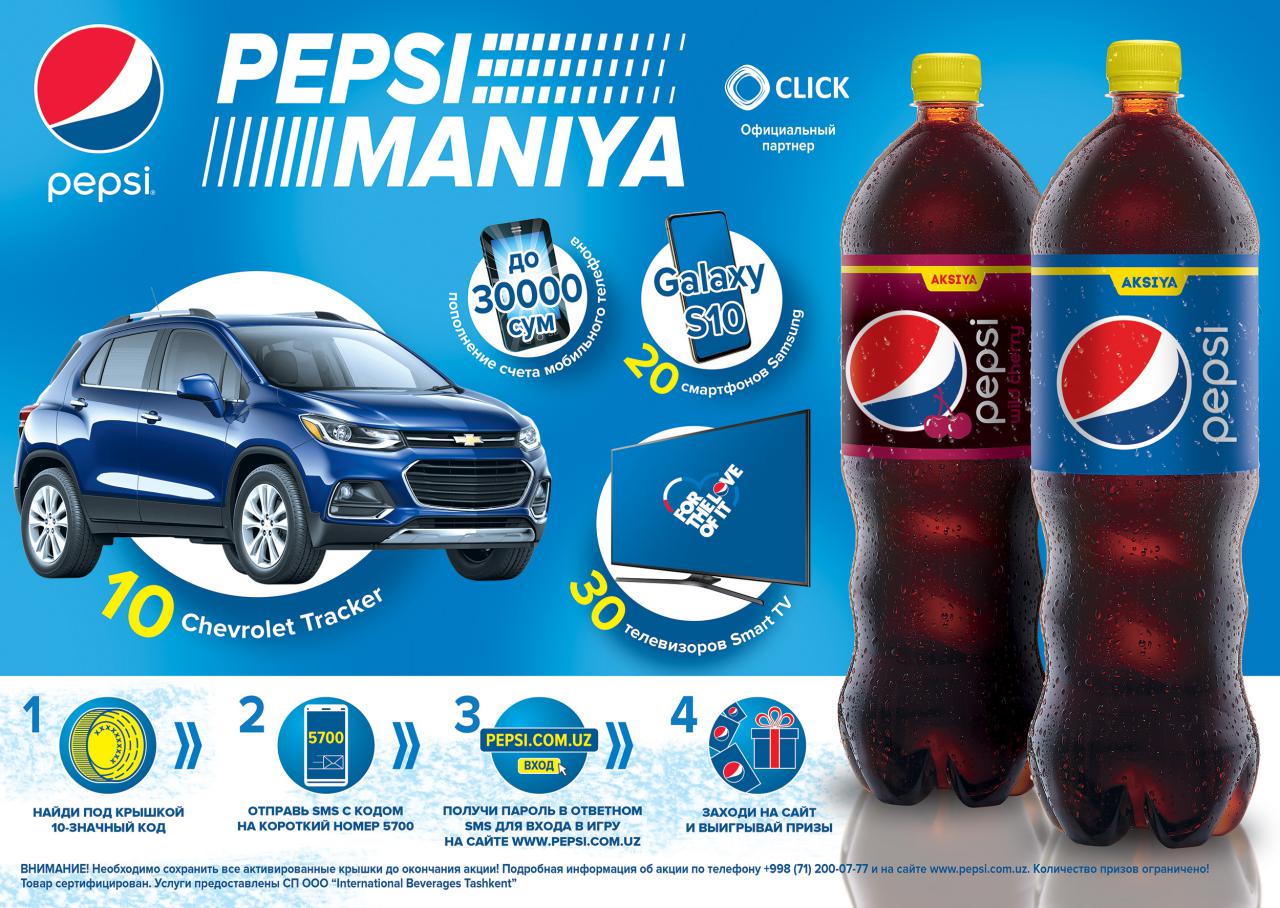 pepsi
PEPSI
MANIYA
CLICK
Официальный
партнер
до
30000
сум
пополнение счета мобильного телефона
Galaxy
S10
20 смартфонов Samsung
10 Chevrolet Tracker
FOR
THE LOVE
OF IT
30 телевизоров Smart TV
AKSIYA
pepsi
wild cherry
AKSIYA
pepsi
1
XXXXX
XXXXX
НАЙДИ ПОД КРЫШКОЙ
10-ЗНАЧНЫЙ КОД
2
5700
ОТПРАВЬ SMS С КОДОМ
НА КОРОТКИЙ НОМЕР 5700
3
PEPSI.COM.UZ
ВХОД
ПОЛУЧИ ПАРОЛЬ В ОТВЕТНОМ
SMS ДЛЯ ВХОДА В ИГРУ
НА САЙТЕ WWW.PEPSI.COM.UZ
4
ЗАХОДИ НА САЙТ
И ВЫИГРЫВАЙ ПРИЗЫ
ВНИМАНИЕ! Необходимо сохранить все активированные крышки до окончания акции! Подробная информация об акции по телефону +998 (71) 200-07-77 и на сайте www.pepsi.com.uz. Количество призов ограничено!
Товар сертифицирован. Услуги предоставлены СП ООО “International Beverages Tashkent”